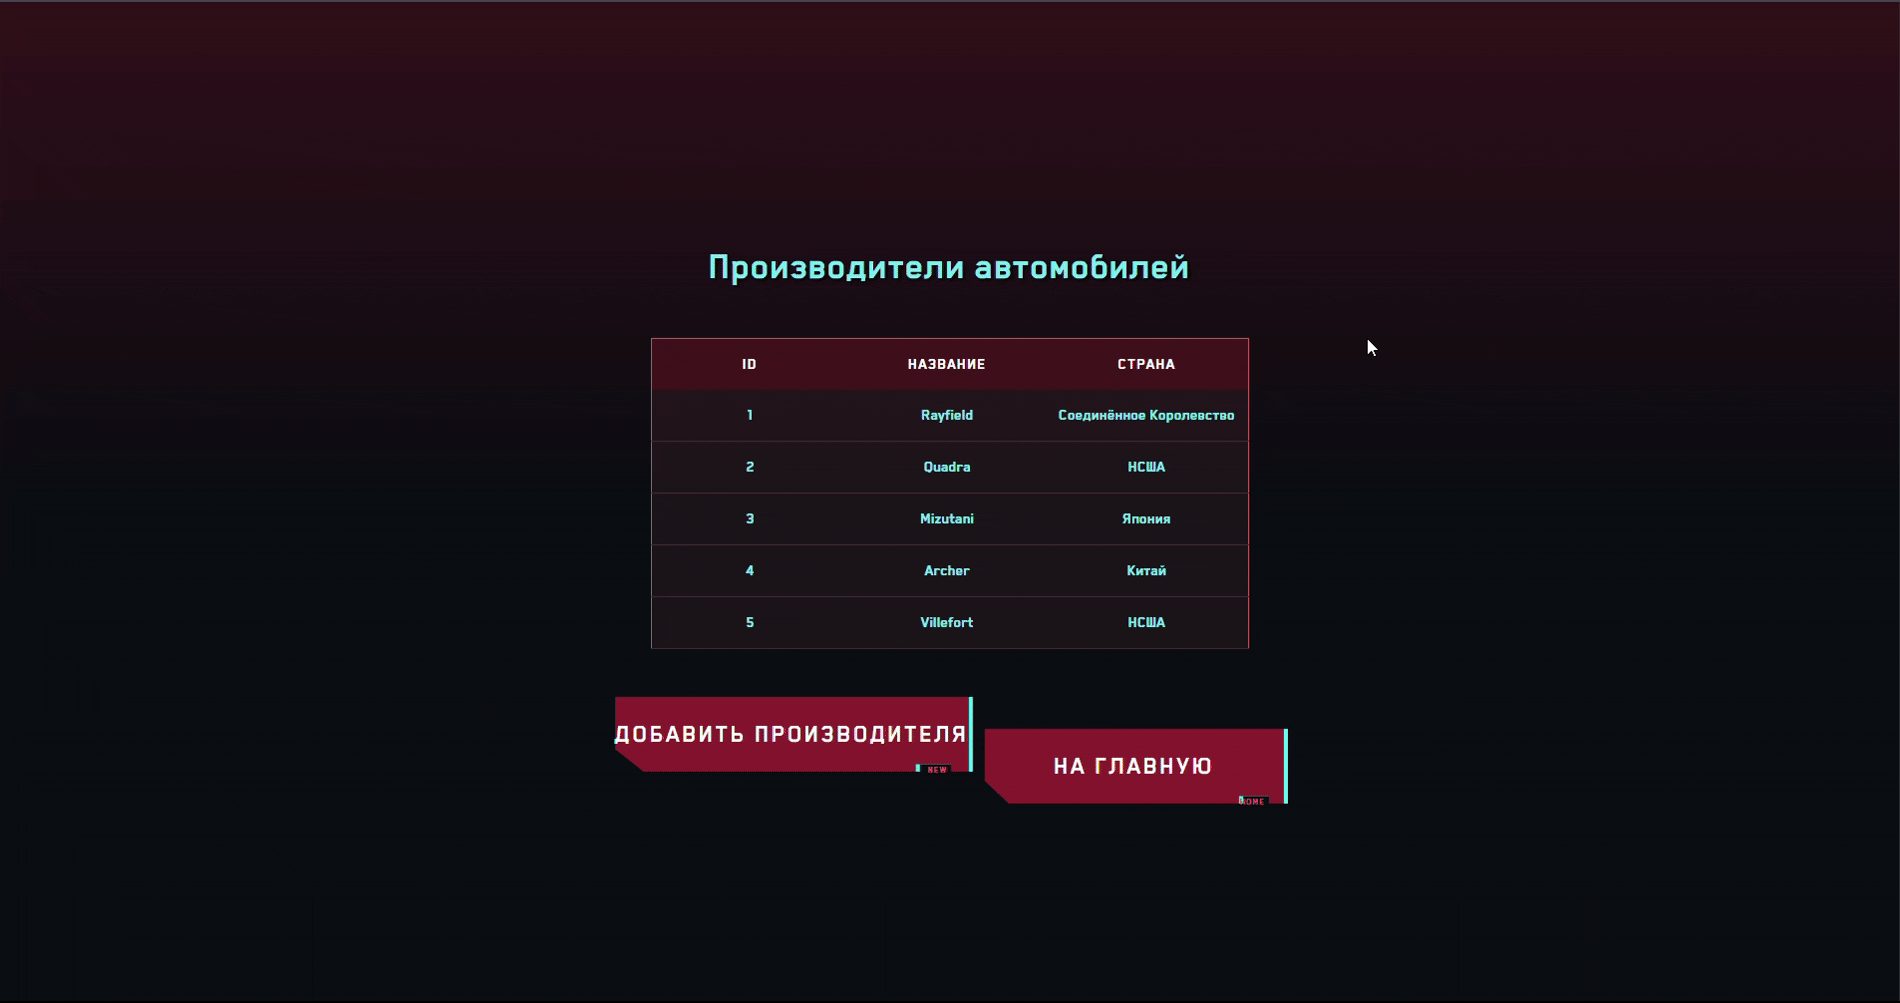 Производители автомобилей
ID НАЗВАНИЕ СТРАНА
1 Rayfield Соединённое Королевство
2 Quadra НСША
3 Mizutani Япония
4 Archer Китай
5 Villefort НСША
ДОБАВИТЬ ПРОИЗВОДИТЕЛЯ
NEW
НА ГЛАВНУЮ
HOME